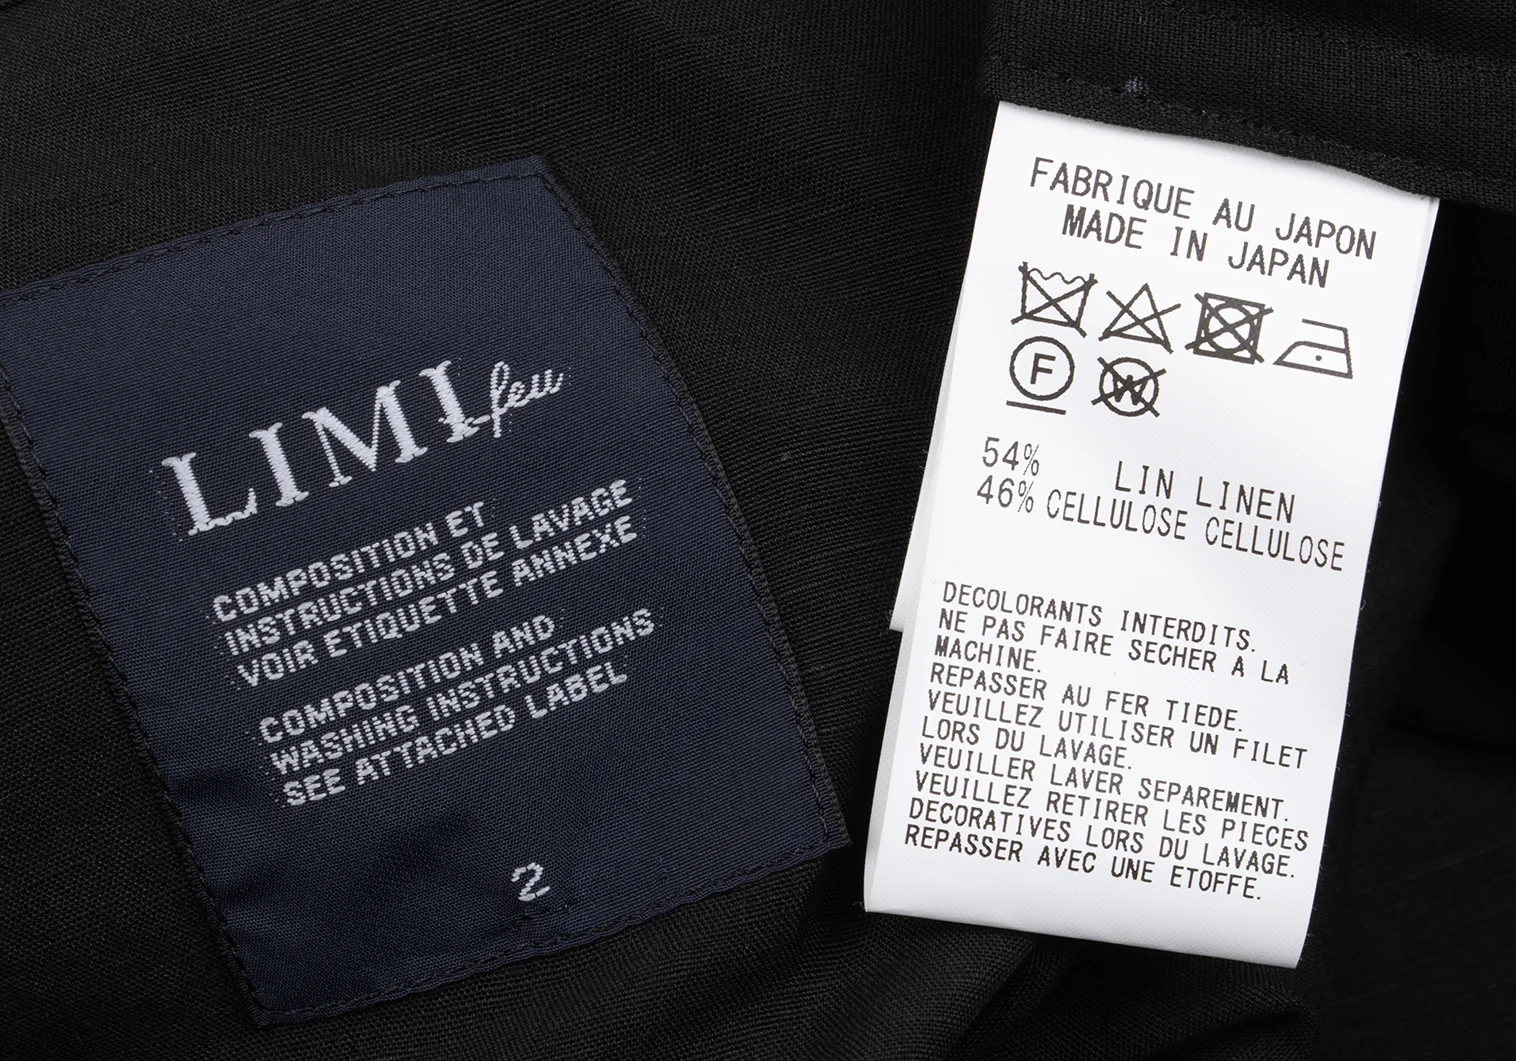 LIMI feu
COMPOSITION ET
INSTRUCTIONS DE LAVAGE
VOIR ETIQUETTE ANNEXE
COMPOSITION AND
WASHING INSTRUCTIONS
SEE ATTACHED LABEL
2
FABRIQUE AU JAPON
MADE IN JAPAN
F W
54% LIN LINEN
46% CELLULOSE CELLULOSE
DECOLORANTS INTERDITS.
NE PAS FAIRE SECHER A LA
MACHINE.
REPASSER AU FER TIEDE.
VEUILLEZ UTILISER UN FILET
LORS DU LAVAGE.
VEUILLER LAVER SEPAREMENT.
VEUILLEZ RETIRER LES PIECES
DECORATIVES LORS DU LAVAGE.
REPASSER AVEC UNE ETOFFE.